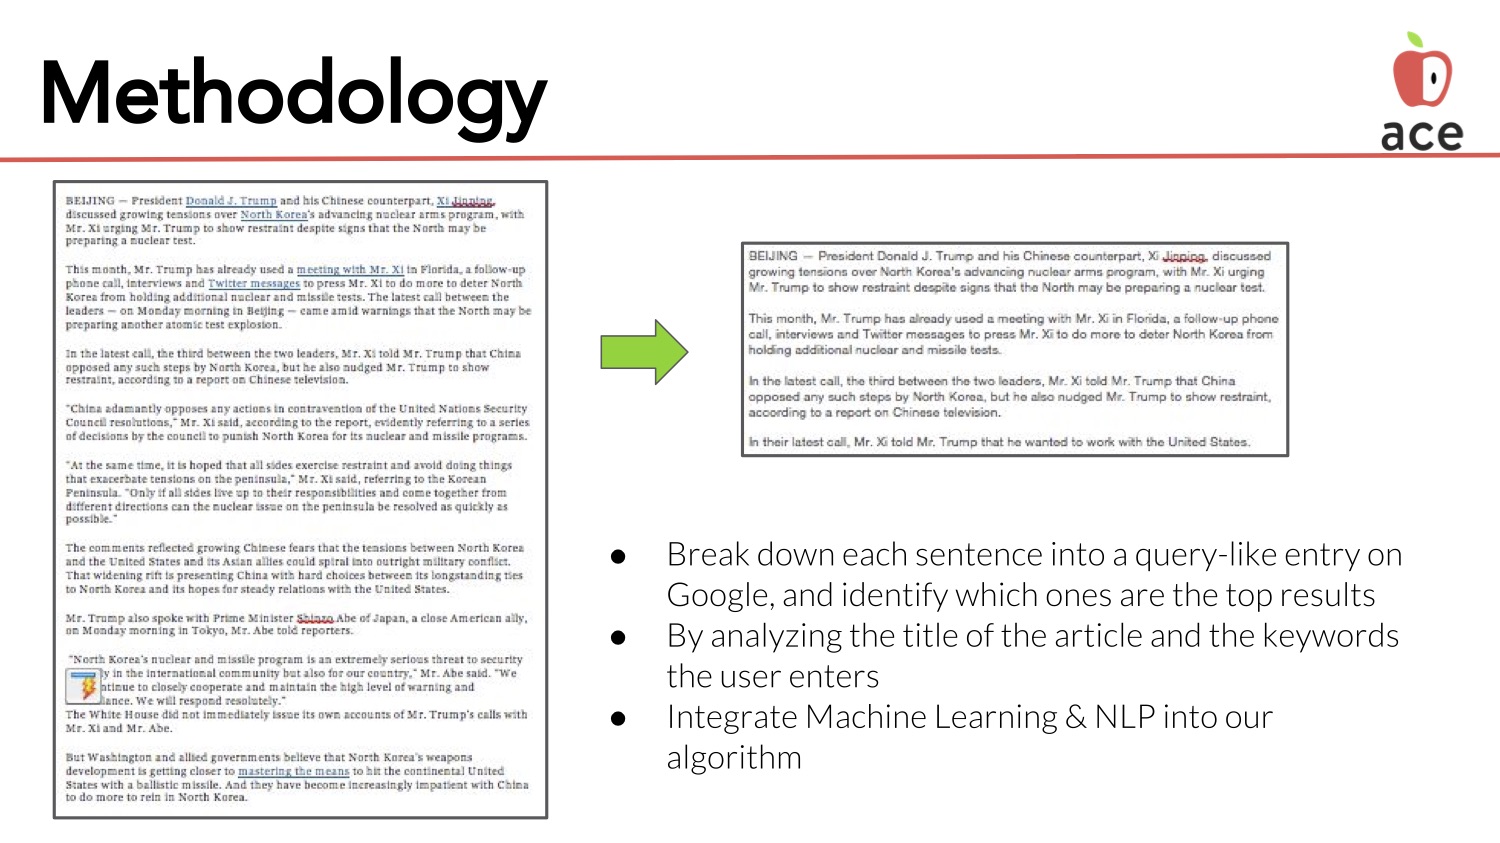 Methodology
ace
BEIJING — President Donald J. Trump and his Chinese counterpart, Xi Jinping,
discussed growing tensions over North Korea's advancing nuclear arms program, with
Mr. Xi urging Mr. Trump to show restraint despite signs that the North may be
preparing a nuclear test.
This month, Mr. Trump has already used a meeting with Mr. Xi in Florida, a follow-up
phone call, interviews and Twitter messages to press Mr. Xi to do more to deter North
Korea from holding additional nuclear and missile tests. The latest call between the
leaders — on Monday morning in Beijing — came amid warnings that the North may be
preparing another atomic test explosion.
In the latest call, the third between the two leaders, Mr. Xi told Mr. Trump that China
opposed any such steps by North Korea, but he also nudged Mr. Trump to show
restraint, according to a report on Chinese television.
"China adamantly opposes any actions in contravention of the United Nations Security
Council resolutions," Mr. Xi said, according to the report, evidently referring to a series
of decisions by the council to punish North Korea for its nuclear and missile programs.
"At the same time, it is hoped that all sides exercise restraint and avoid doing things
that exacerbate tensions on the peninsula," Mr. Xi said, referring to the Korean
Peninsula. "Only if all sides live up to their responsibilities and come together from
different directions can the nuclear issue on the peninsula be resolved as quickly as
possible."
The comments reflected growing Chinese fears that the tensions between North Korea
and the United States and its Asian allies could spiral into outright military conflict.
That widening rift is presenting China with hard choices between its longstanding ties
to North Korea and its hopes for steady relations with the United States.
Mr. Trump also spoke with Prime Minister Shinzo Abe of Japan, a close American ally,
on Monday morning in Tokyo, Mr. Abe told reporters.
"North Korea's nuclear and missile program is an extremely serious threat to security
ly in the international community but also for our country," Mr. Abe said. "We
ntinue to closely cooperate and maintain the high level of warning and
lance. We will respond resolutely."
The White House did not immediately issue its own accounts of Mr. Trump's calls with
Mr. Xi and Mr. Abe.
But Washington and allied governments believe that North Korea's weapons
development is getting closer to mastering the means to hit the continental United
States with a ballistic missile. And they have become increasingly impatient with China
to do more to rein in North Korea.
BEIJING — President Donald J. Trump and his Chinese counterpart, Xi Jinping, discussed
growing tensions over North Korea's advancing nuclear arms program, with Mr. Xi urging
Mr. Trump to show restraint despite signs that the North may be preparing a nuclear test.
This month, Mr. Trump has already used a meeting with Mr. Xi in Florida, a follow-up phone
call, interviews and Twitter messages to press Mr. Xi to do more to deter North Korea from
holding additional nuclear and missile tests.
In the latest call, the third between the two leaders, Mr. Xi told Mr. Trump that China
opposed any such steps by North Korea, but he also nudged Mr. Trump to show restraint,
according to a report on Chinese television.
In their latest call, Mr. Xi told Mr. Trump that he wanted to work with the United States.
● Break down each sentence into a query-like entry on
Google, and identify which ones are the top results
● By analyzing the title of the article and the keywords
the user enters
● Integrate Machine Learning & NLP into our
algorithm